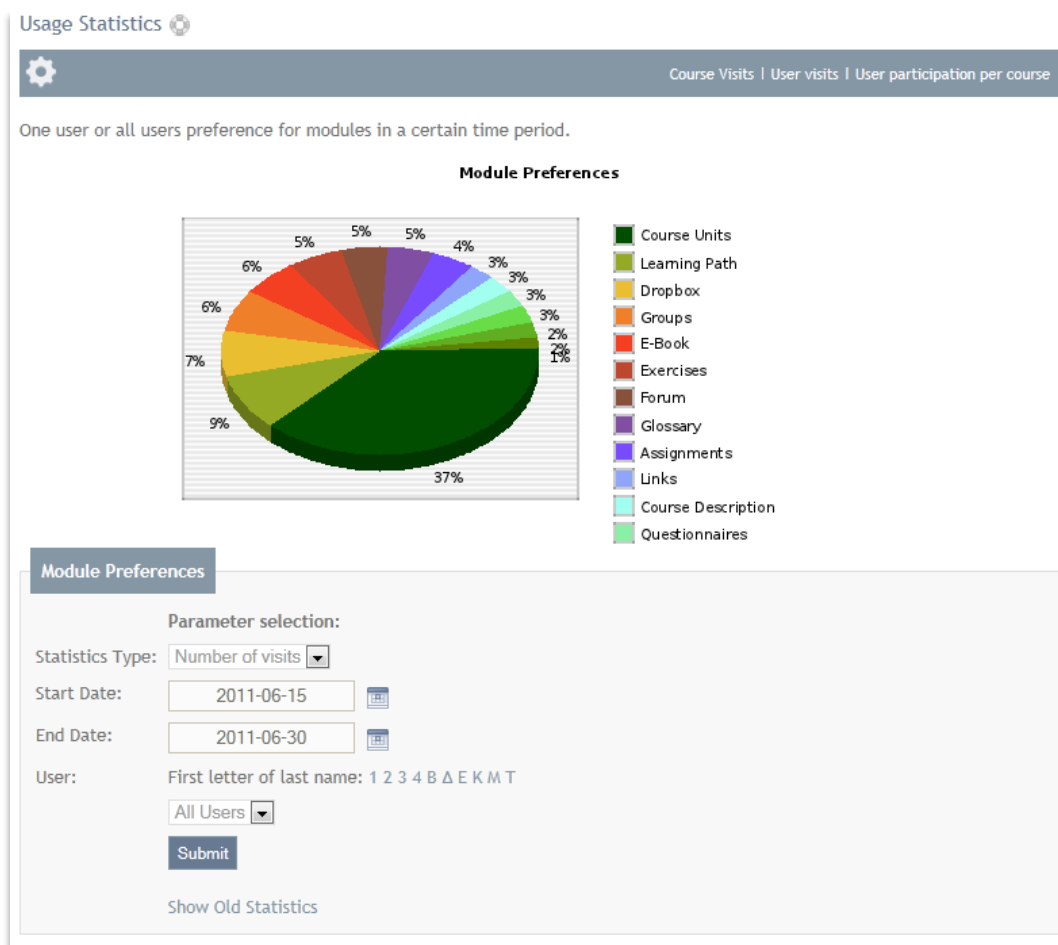 Usage Statistics
Course Visits | User visits | User participation per course
One user or all users preference for modules in a certain time period.
Module Preferences
5%
5%
5%
4%
6%
3%
3%
6%
3%
3%
2%
7%
2%
1%
9%
37%
Course Units
Learning Path
Dropbox
Groups
E-Book
Exercises
Forum
Glossary
Assignments
Links
Course Description
Questionnaires
Module Preferences
Parameter selection:
Statistics Type: Number of visits
Start Date: 2011-06-15
End Date: 2011-06-30
User: First letter of last name: 1 2 3 4 Β Δ Ε Κ Μ Τ
All Users
Submit
Show Old Statistics